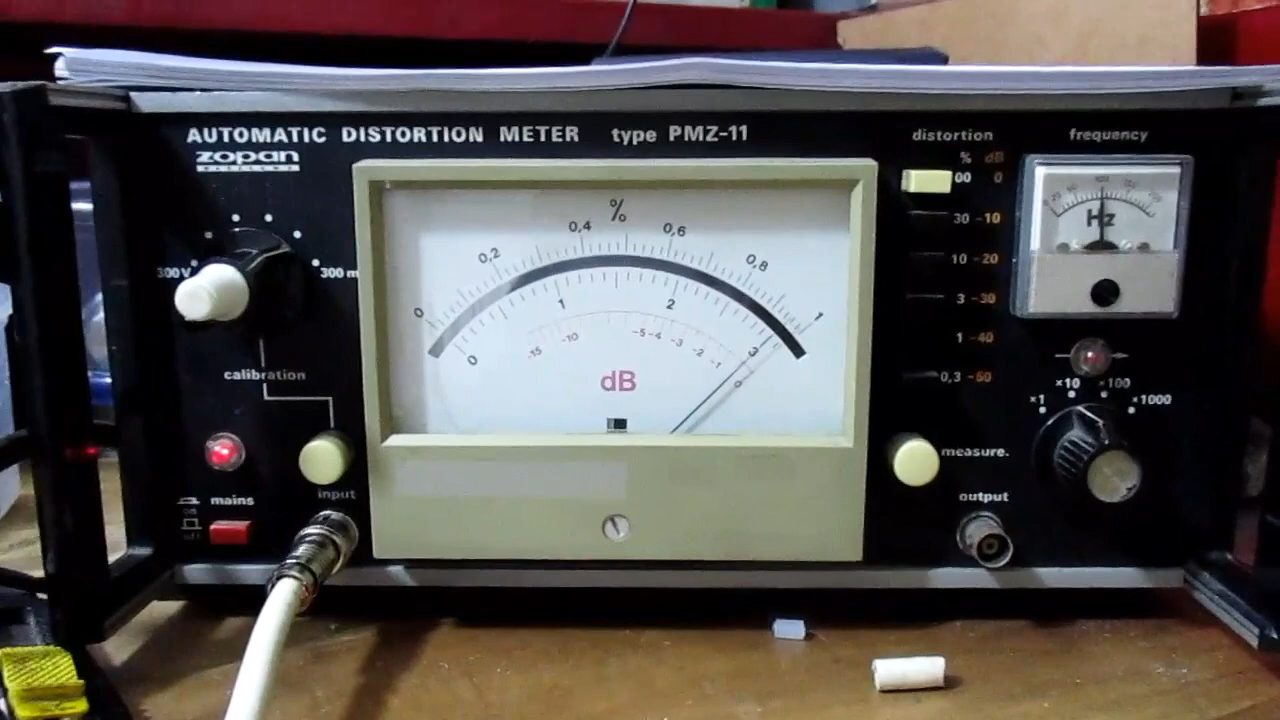 AUTOMATIC DISTORTION METER type PMZ-11
zopan
distortion
frequency
% dB
00 0
30 -10
10 -20
3 -30
1 -40
0,3 -50
%
0 0,2 0,4 0,6 0,8 1
0 1 2 3
-15 -10 -5 -4 -3 -2 -1 0
dB
Hz
300V
300 m
calibration
×1 ×10 ×100 ×1000
measure.
mains
input
output